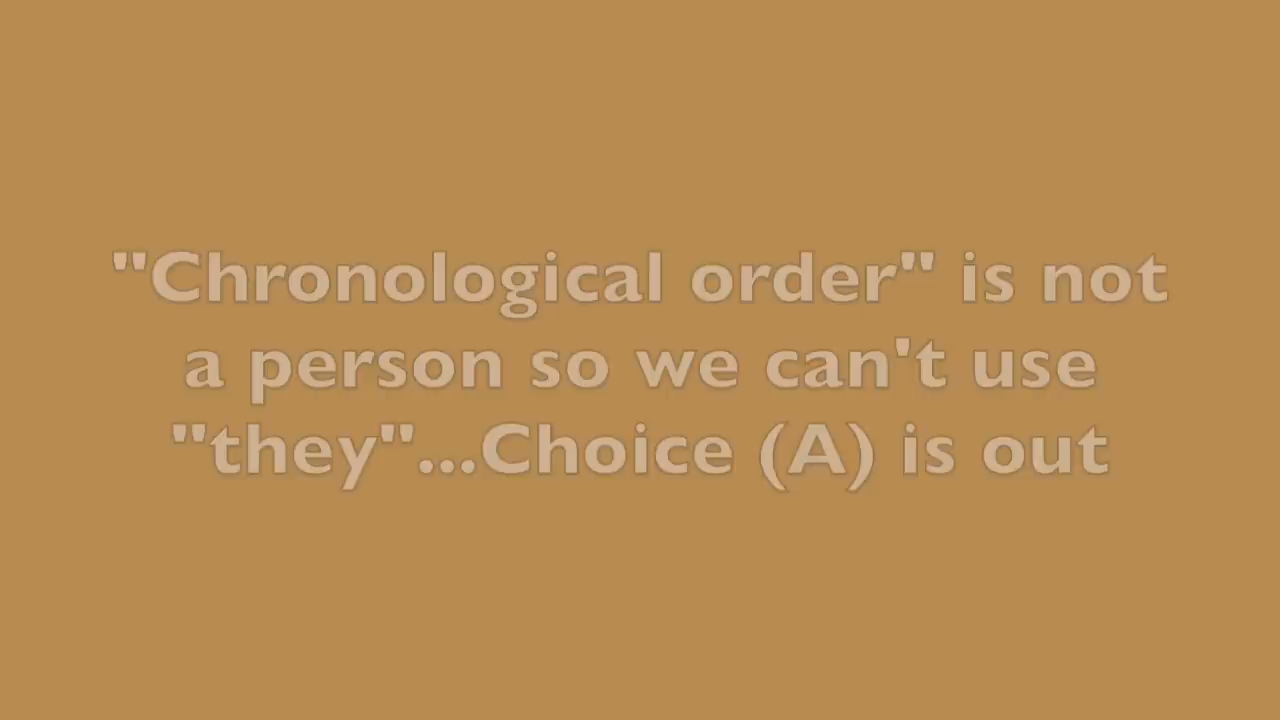 "Chronological order" is not
a person so we can't use
"they"...Choice (A) is out